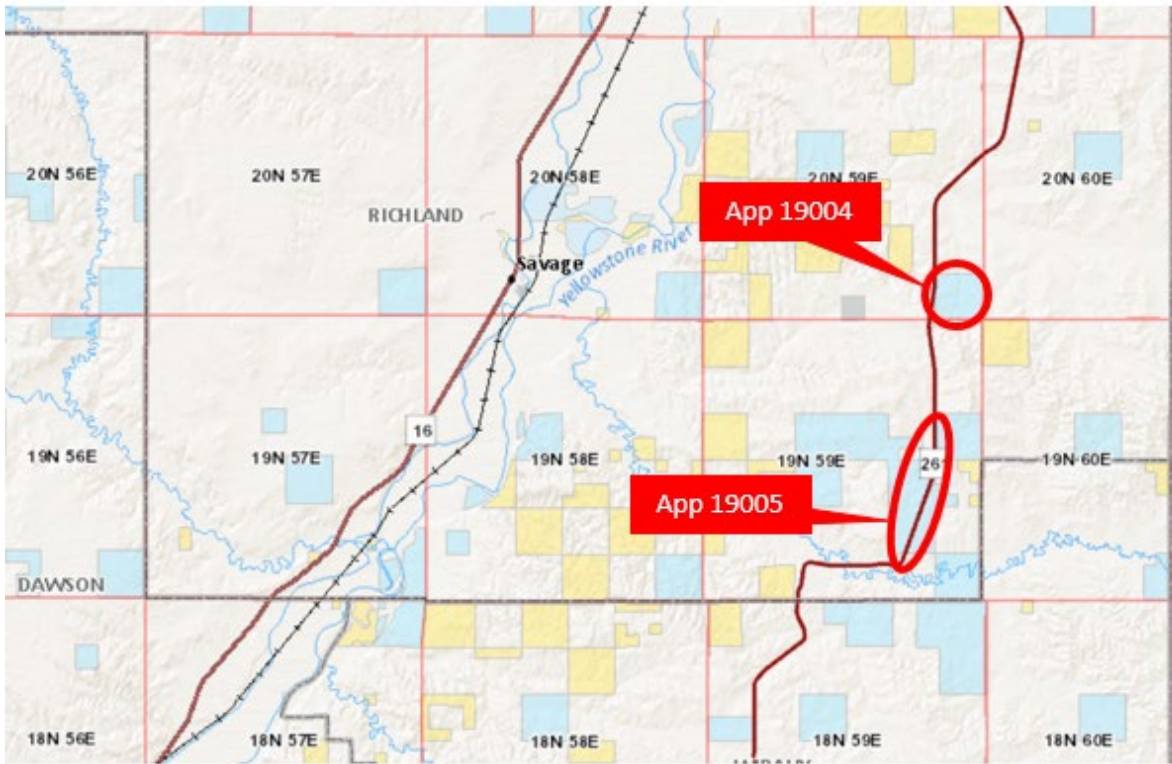 20N 56E
20N 57E
20N 58E
20N 59E
20N 60E
App 19004
RICHLAND
Savage
Yellowstone River
16
19N 56E
19N 57E
19N 58E
19N 59E
261
19N 60E
App 19005
DAWSON
18N 56E
18N 57E
18N 58E
18N 59E
18N 60E